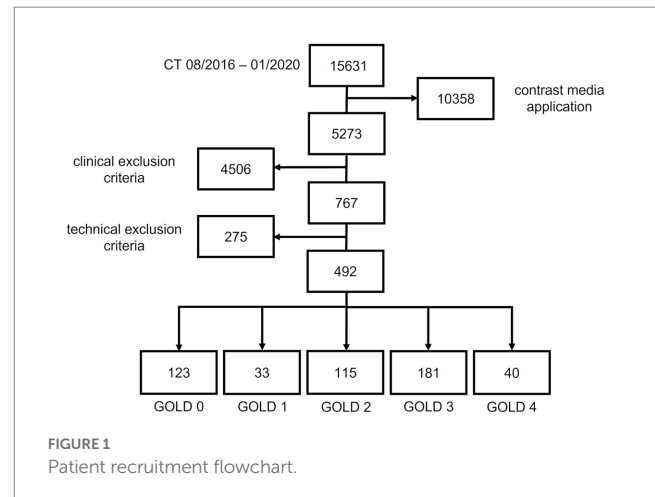 CT 08/2016 – 01/2020
15631
10358
contrast media
application
5273
clinical exclusion
criteria
4506
767
technical exclusion
criteria
275
492
123
33
115
181
40
GOLD 0
GOLD 1
GOLD 2
GOLD 3
GOLD 4
FIGURE 1
Patient recruitment flowchart.